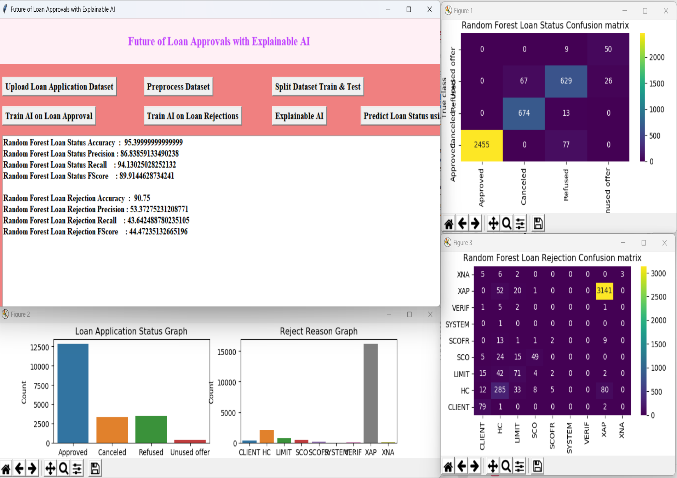 Future of Loan Approvals with Explainable AI
Future of Loan Approvals with Explainable AI
Upload Loan Application Dataset
Preprocess Dataset
Split Dataset Train & Test
Train AI on Loan Approval
Train AI on Loan Rejections
Explainable AI
Predict Loan Status usi
Random Forest Loan Status Accuracy : 95.39999999999999
Random Forest Loan Status Precision : 86.83859133490238
Random Forest Loan Status Recall : 94.13025028252132
Random Forest Loan Status FScore : 89.9144628734241
Random Forest Loan Rejection Accuracy : 90.75
Random Forest Loan Rejection Precision : 53.37275231208771
Random Forest Loan Rejection Recall : 43.642488780235105
Random Forest Loan Rejection FScore : 44.47235132665196
Figure 1
Random Forest Loan Status Confusion matrix
True class
Approved Canceled Refused Unused offer
0 0 9 50
0 67 629 26
0 674 13
2455 0 77
2000
1500
1000
500
0
Approved
Canceled
Refused
nused offer
Figure 2
Loan Application Status Graph
Count
12500
10000
7500
5000
2500
0
Approved Canceled Refused Unused offer
Reject Reason Graph
Count
15000
10000
5000
0
CLIENT HC LIMIT SCO SCOFR SYSTEM VERIF XAP XNA
Figure 3
Random Forest Loan Rejection Confusion matrix
XNA 5 6 2 0 0 0 0 0 3
XAP 0 52 20 1 0 0 0 3141 0
VERIF 1 5 2 0 0 0 0 1 0
SYSTEM 0 1 0 0 0 0 0 0 0
SCOFR 0 13 1 1 2 0 0 9 0
SCO 5 24 15 49 0 0 0 0 0
LIMIT 15 42 71 4 2 0 0 2 0
HC 12 285 33 8 5 0 0 80 0
CLIENT 79 1 0 0 0 0 0 2 0
CLIENT
HC
LIMIT
SCO
SCOFR
SYSTEM
VERIF
XAP
XNA
3000
2500
2000
1500
1000
500
0